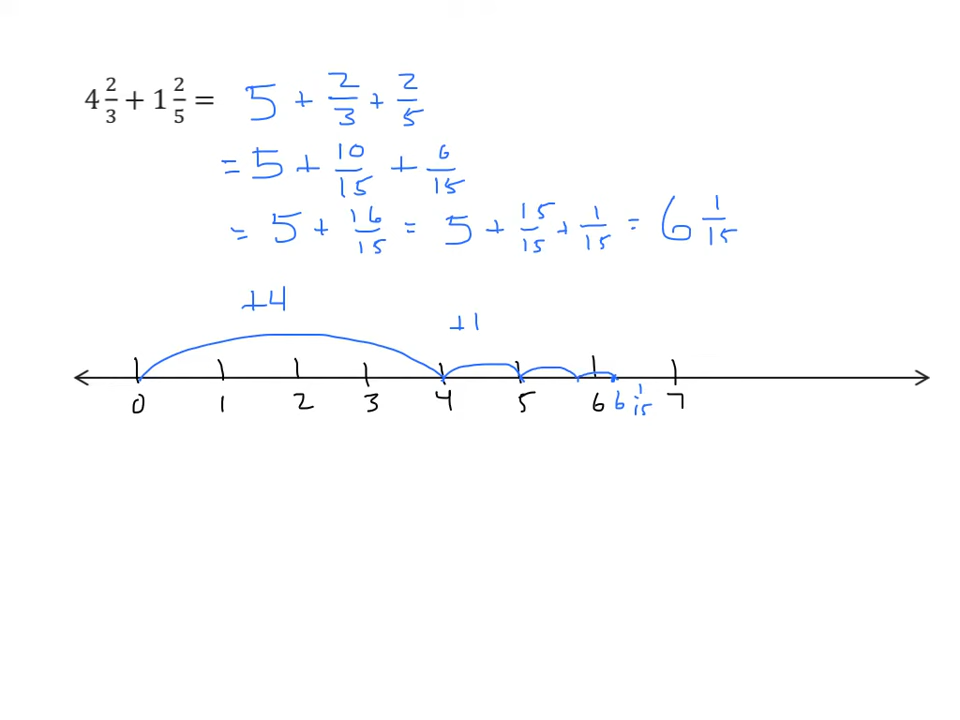 4 2/3 + 1 2/5 = 5 + 2/3 + 2/5
= 5 + 10/15 + 6/15
= 5 + 16/15 = 5 + 15/15 + 1/15 = 6 1/15
+4 +1
0 1 2 3 4 5 6 6 1/15 7